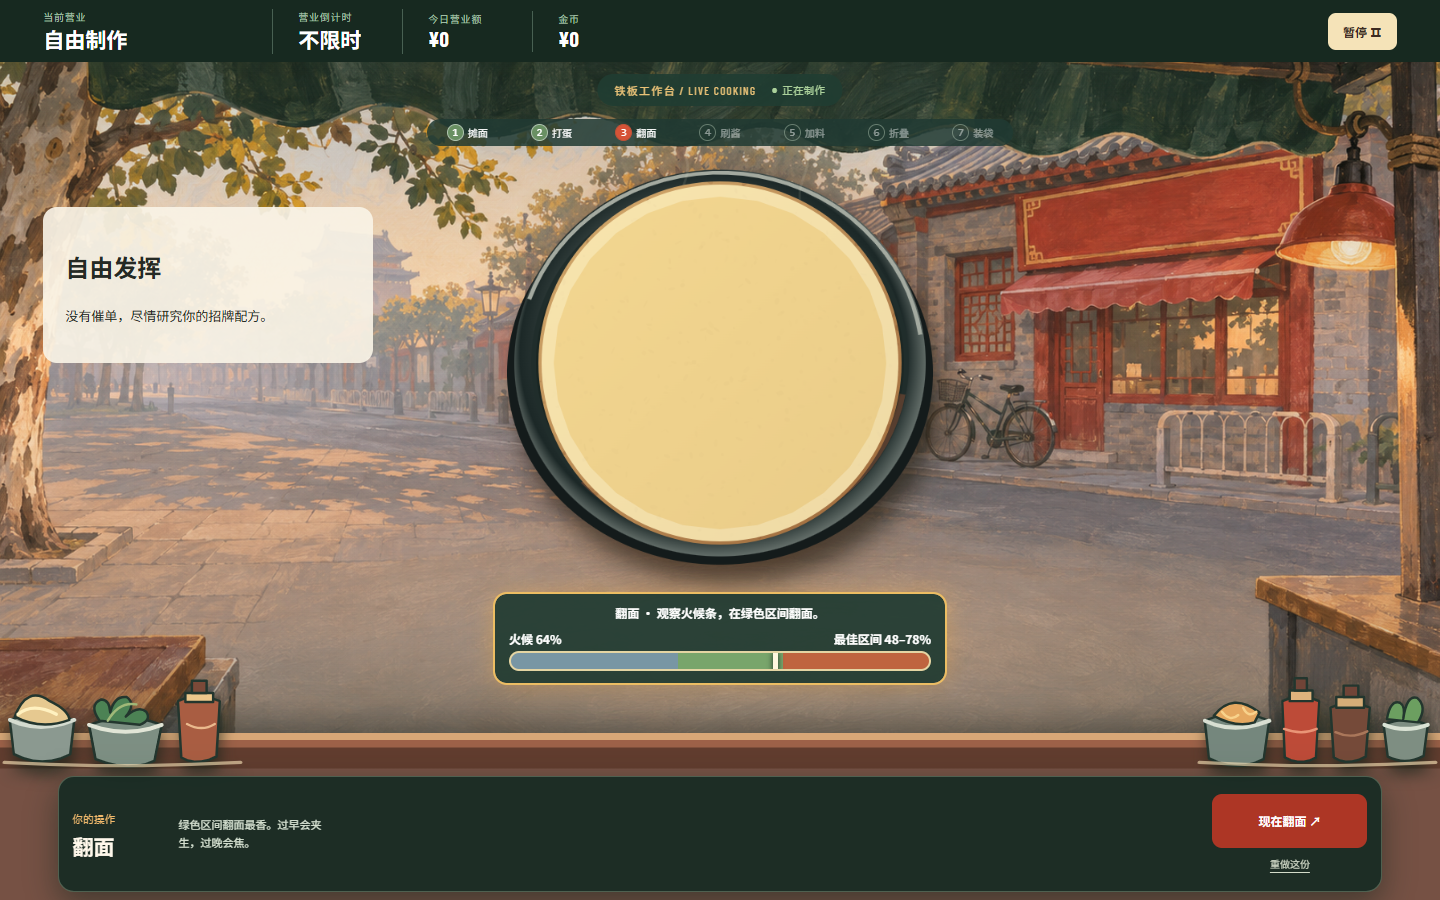 当前营业
自由制作
营业倒计时
不限时
今日营业额
¥0
金币
¥0
暂停 II
铁板工作台 / LIVE COOKING
正在制作
1 摊面
2 打蛋
3 翻面
4 刷酱
5 加料
6 折叠
7 装袋
自由发挥
没有催单，尽情研究你的招牌配方。
翻面 · 观察火候条，在绿色区间翻面。
火候 64%
最佳区间 48–78%
你的操作
翻面
绿色区间翻面最香。过早会夹
生，过晚会焦。
现在翻面 ↗
重做这份